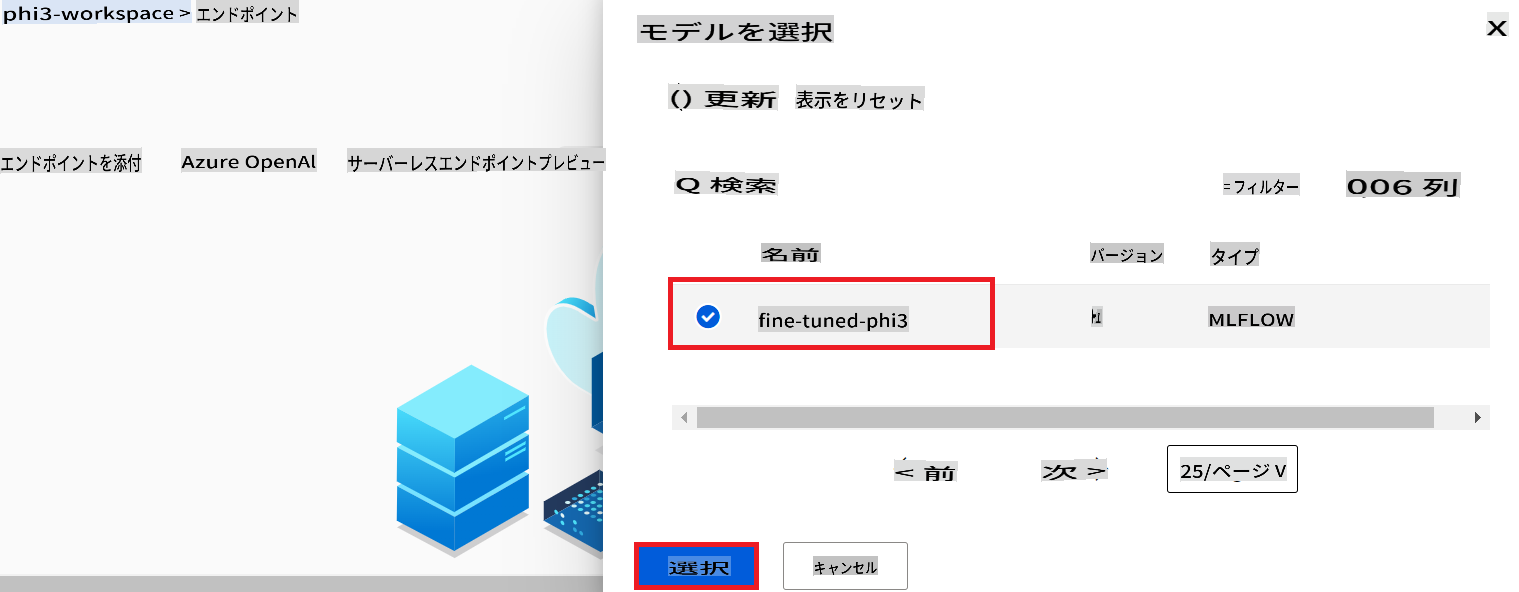 phi3-workspace > エンドポイント
モデルを選択
X
() 更新 表示をリセット
エンドポイントを添付 Azure OpenAl サーバーレスエンドポイントプレビュー
Q 検索
= フィルター
006 列
名前 バージョン タイプ
fine-tuned-phi3 MLFLOW
< 前 次 > 25/ページ V
選択 キャンセル